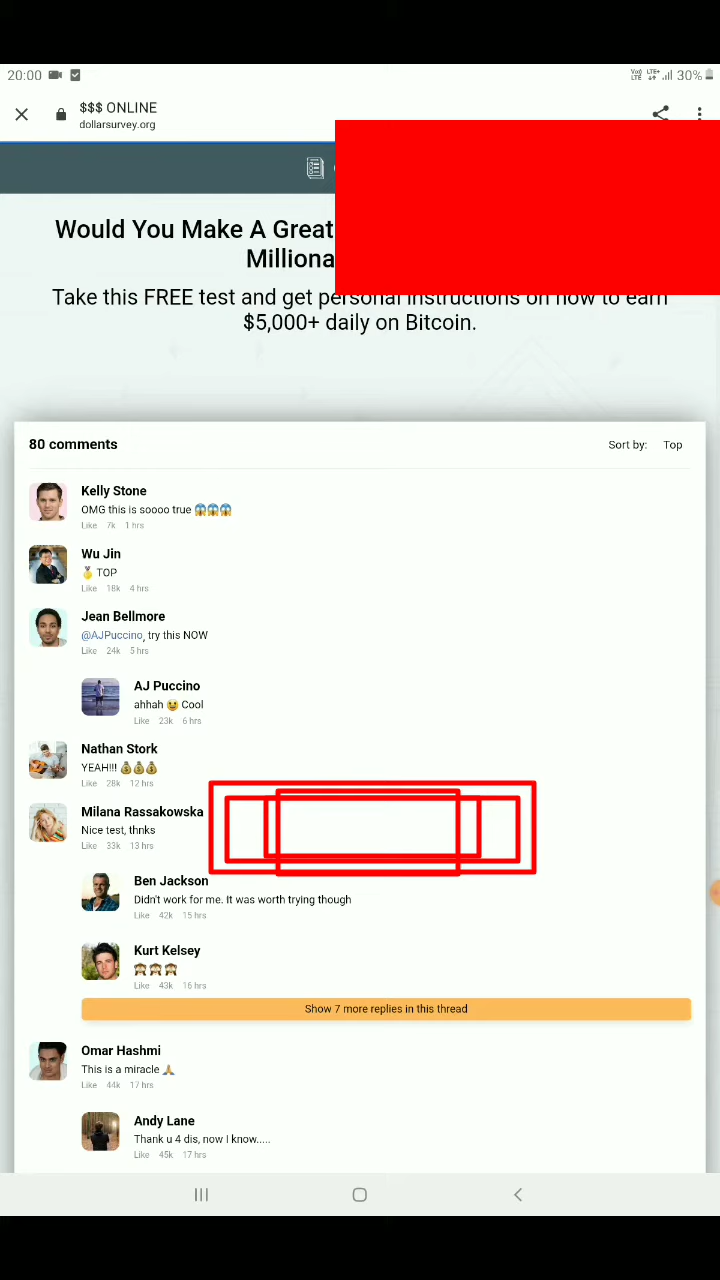 20:00
VoLTE LTE+ 30%
$$$ ONLINE
dollarsurvey.org
Would You Make A Great
Milliona
Take this FREE test and get personal instructions on how to earn
$5,000+ daily on Bitcoin.
80 comments
Sort by: Top
Kelly Stone
OMG this is soooo true 😱😱😱
Like 7k 1 hrs
Wu Jin
🥇 TOP
Like 18k 4 hrs
Jean Bellmore
@AJPuccino, try this NOW
Like 24k 5 hrs
AJ Puccino
ahhah 😆 Cool
Like 23k 6 hrs
Nathan Stork
YEAH!!! 💰💰💰
Like 28k 12 hrs
Milana Rassakowska
Nice test, thnks
Like 33k 13 hrs
Ben Jackson
Didn't work for me. It was worth trying though
Like 42k 15 hrs
Kurt Kelsey
🙈🙈🙈
Like 43k 16 hrs
Show 7 more replies in this thread
Omar Hashmi
This is a miracle 🙏🏼
Like 44k 17 hrs
Andy Lane
Thank u 4 dis, now I know.....
Like 45k 17 hrs